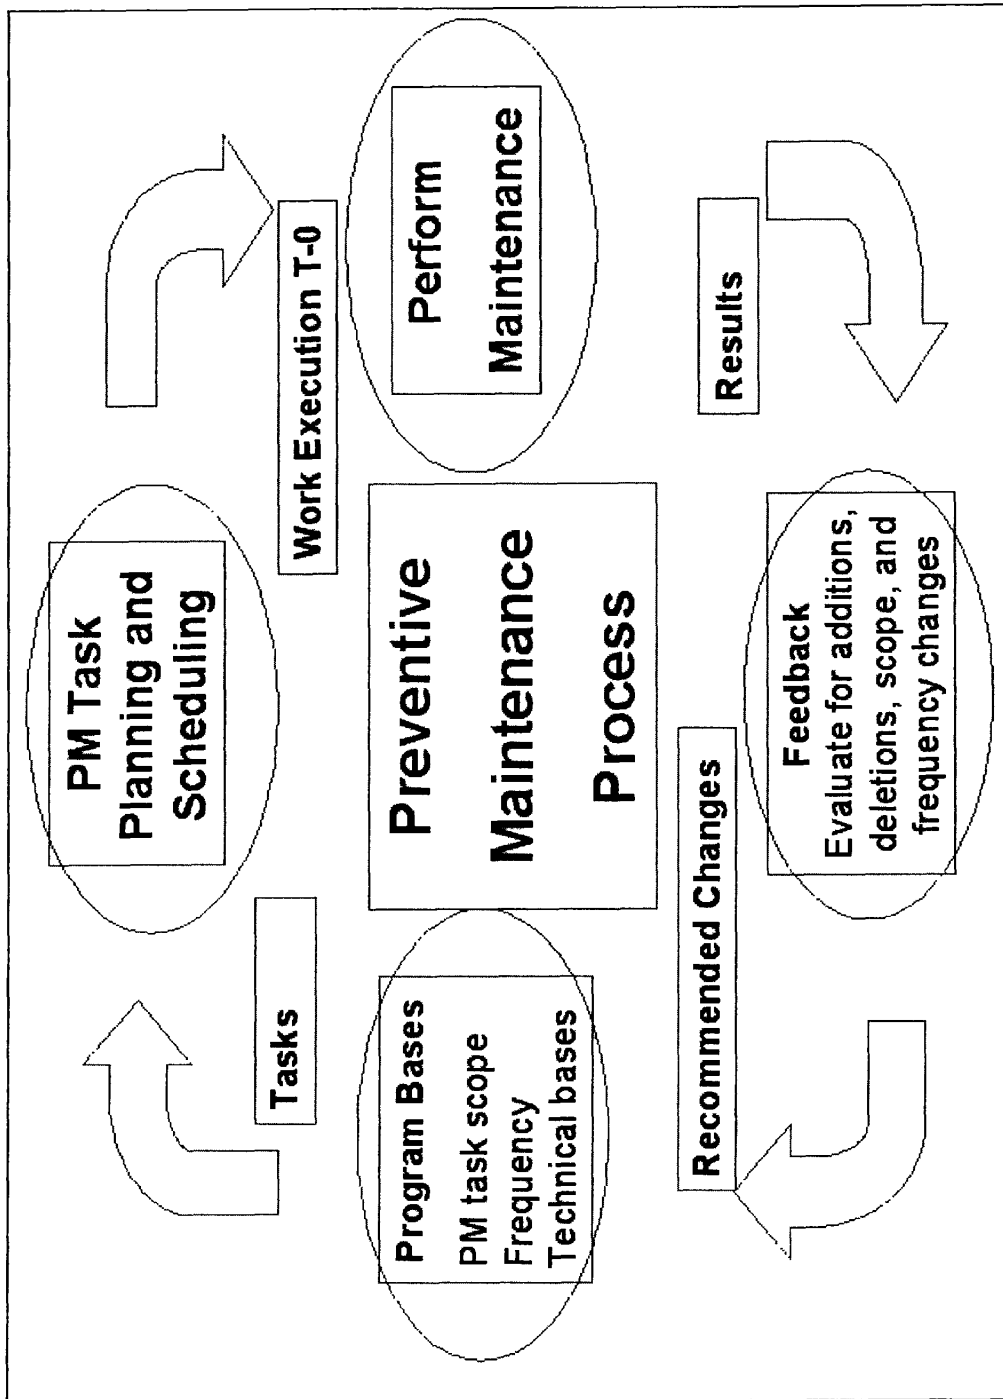 PM Task
Planning and
Scheduling
Tasks
Work Execution T-0
Program Bases
PM task scope
Frequency
Technical bases
Preventive
Maintenance
Process
Perform
Maintenance
Recommended Changes
Results
Feedback
Evaluate for additions,
deletions, scope, and
frequency changes